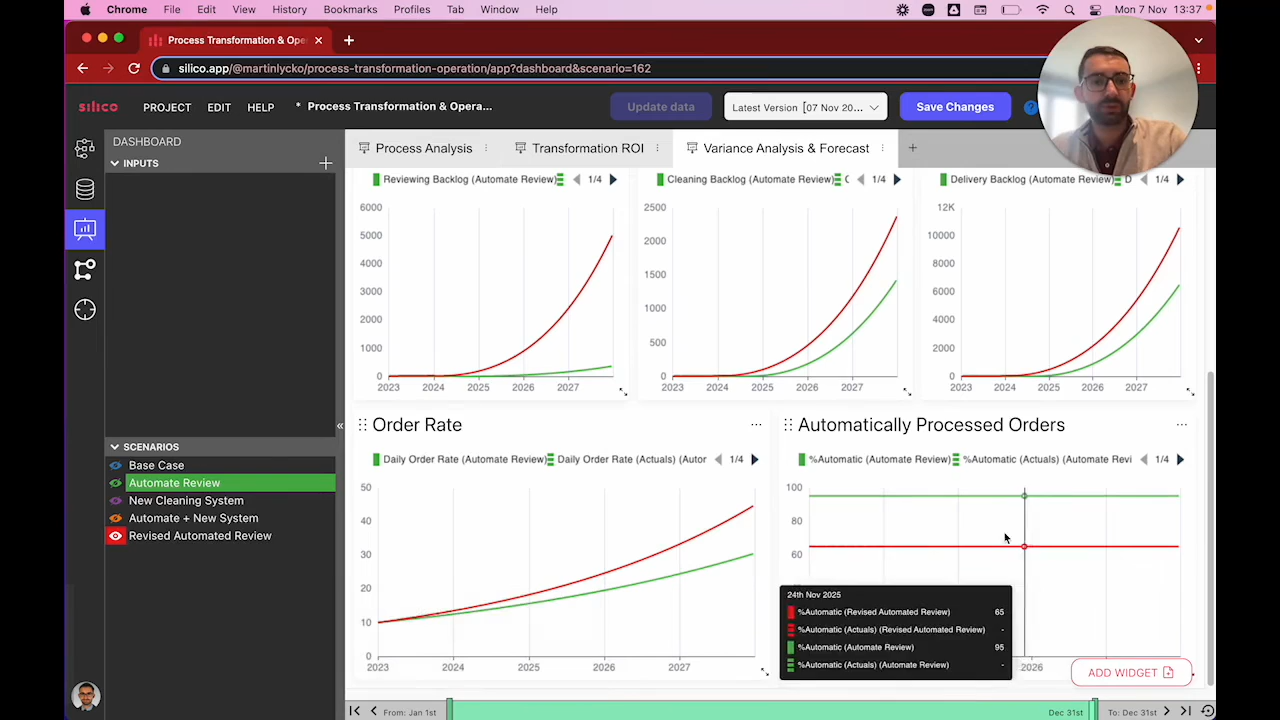 Chrome File Edit View History Bookmarks Profiles Tab Window Help Mon 7 Nov 13:37
Process Transformation & Ope
silico.app/@martinlycko/process-transformation-operation/app?dashboard&scenario=162
silico PROJECT EDIT HELP * Process Transformation & Opera... Update data Latest Version [07 Nov 20... Save Changes ?
DASHBOARD
INPUTS
Process Analysis Transformation ROI Variance Analysis & Forecast
Reviewing Backlog (Automate Review) 1/4
6000
5000
4000
3000
2000
1000
0
2023 2024 2025 2026 2027
Cleaning Backlog (Automate Review) C 1/4
2500
2000
1500
1000
500
0
2023 2024 2025 2026 2027
Delivery Backlog (Automate Review) D 1/4
12K
10000
8000
6000
4000
2000
0
2023 2024 2025 2026 2027
SCENARIOS
Base Case
Automate Review
New Cleaning System
Automate + New System
Revised Automated Review
Order Rate
Daily Order Rate (Automate Review) Daily Order Rate (Actuals) (Autor 1/4
50
40
30
20
10
0
2023 2024 2025 2026 2027
Automatically Processed Orders
%Automatic (Automate Review) %Automatic (Actuals) (Automate Revi 1/4
100
80
60
24th Nov 2025
%Automatic (Revised Automated Review) 65
%Automatic (Actuals) (Revised Automated Review) -
%Automatic (Automate Review) 95
%Automatic (Actuals) (Automate Review) -
2026
ADD WIDGET
From: Jan 1st Dec 31st To: Dec 31st